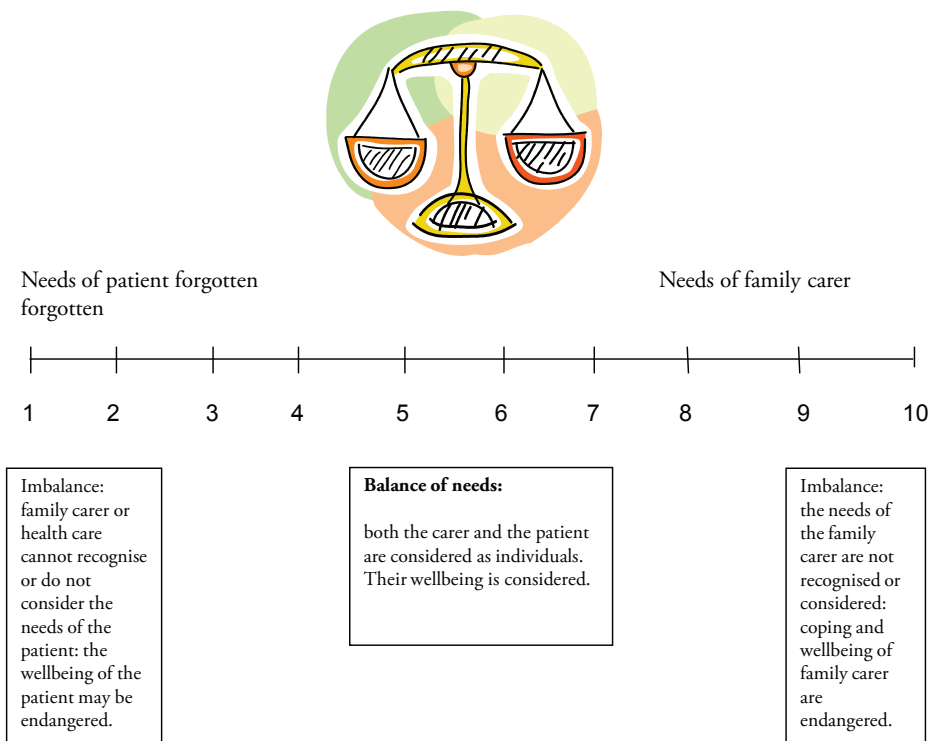 Needs of patient forgotten
Needs of family carer
forgotten
1 2 3 4 5 6 7 8 9 10
Imbalance:
family carer or
health care
cannot recognise
or do not
consider the
needs of the
patient: the
wellbeing of the
patient may be
endangered.
Balance of needs:
both the carer and the patient
are considered as individuals.
Their wellbeing is considered.
Imbalance:
the needs of
the family
carer are not
recognised or
considered:
coping and
wellbeing of
family carer
are
endangered.